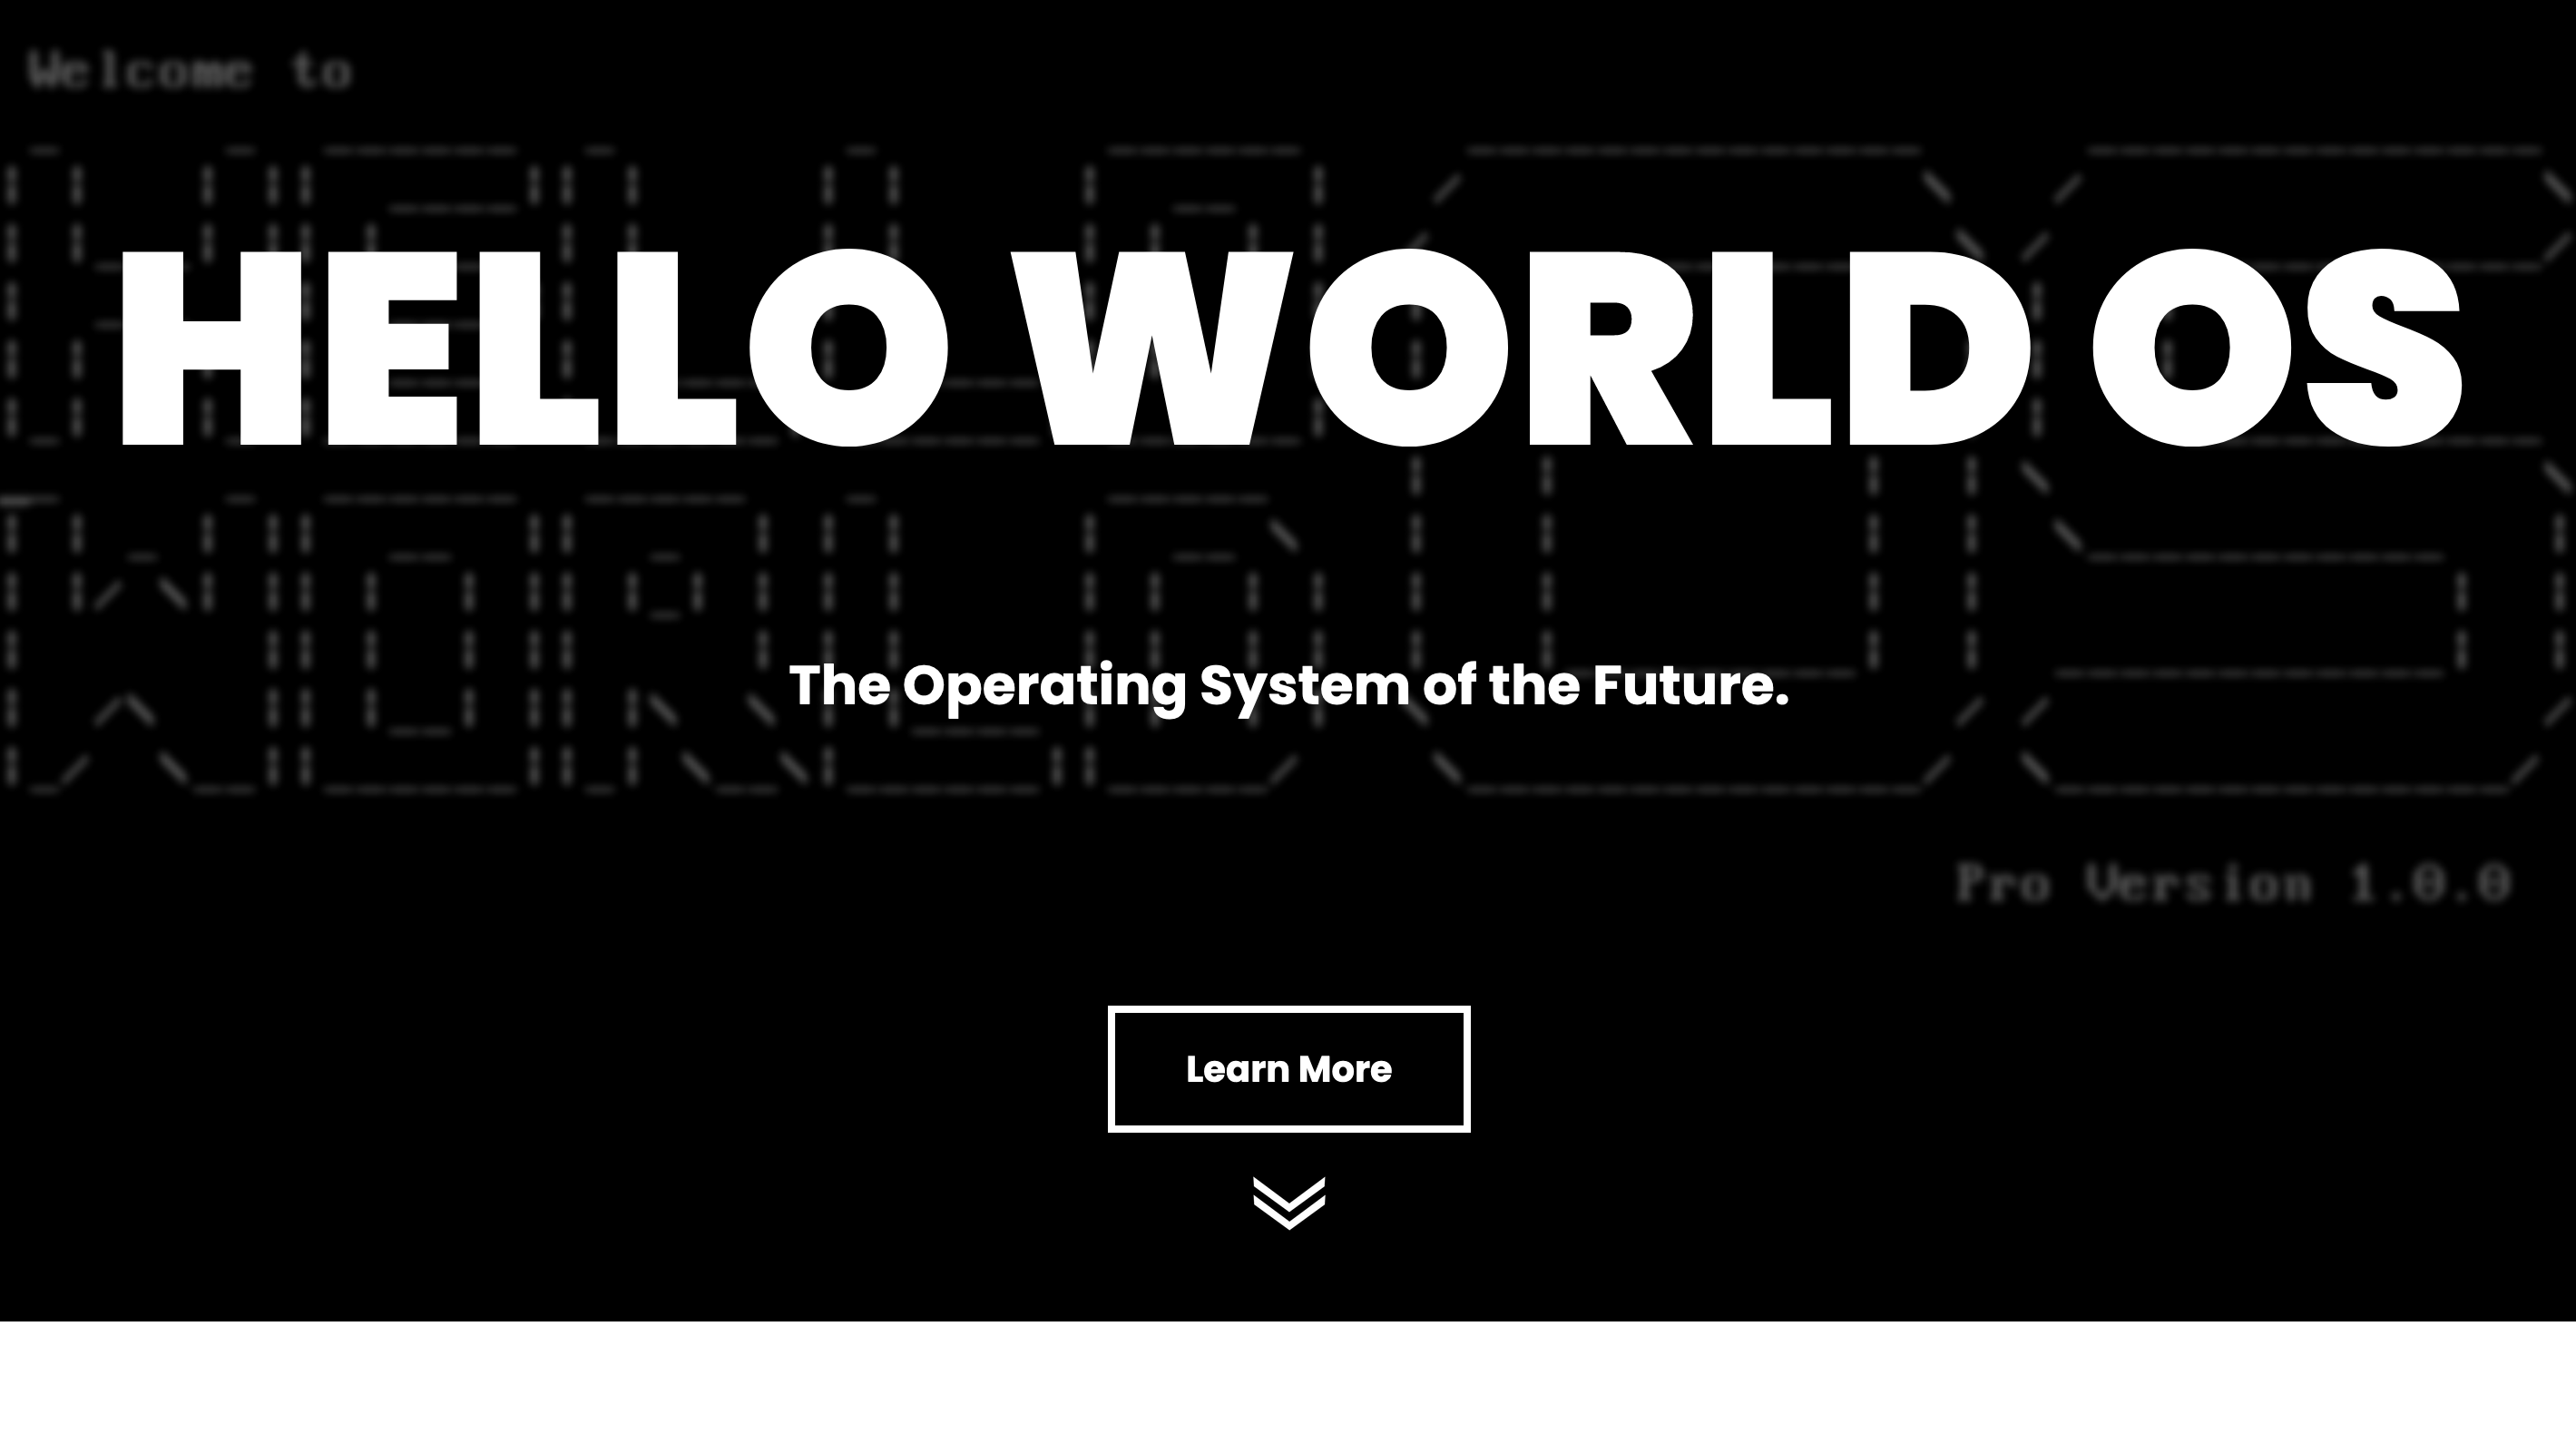 Welcome to
HELLO WORLD OS
The Operating System of the Future.
Pro Version 1.0.0
Learn More